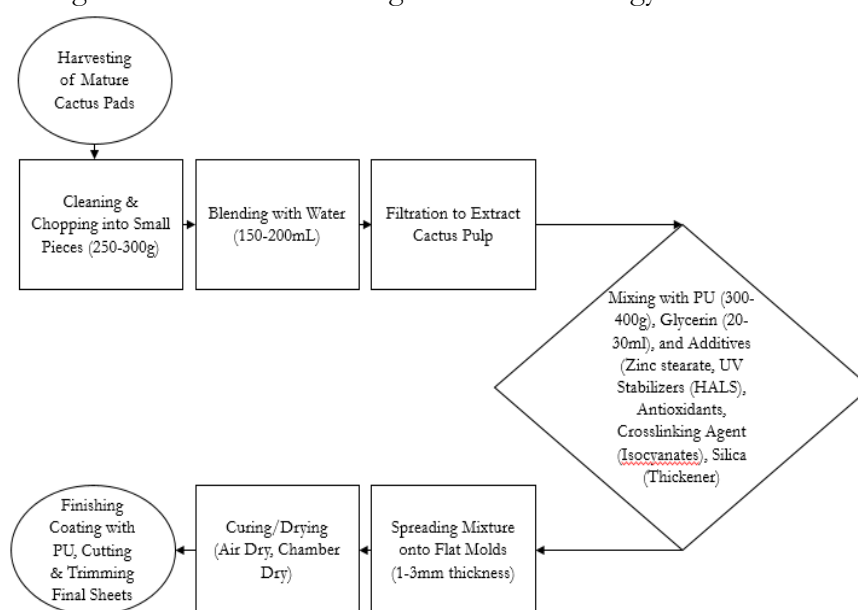 Harvesting
of Mature
Cactus Pads
Cleaning &
Chopping into Small
Pieces (250-300g)
Blending with Water
(150-200mL)
Filtration to Extract
Cactus Pulp
Mixing with PU (300-
400g), Glycerin (20-
30ml), and Additives
(Zinc stearate, UV
Stabilizers (HALS),
Antioxidants,
Crosslinking Agent
(Isocyanates), Silica
(Thickener)
Spreading Mixture
onto Flat Molds
(1-3mm thickness)
Curing/Drying
(Air Dry, Chamber
Dry)
Finishing
Coating with
PU, Cutting
& Trimming
Final Sheets